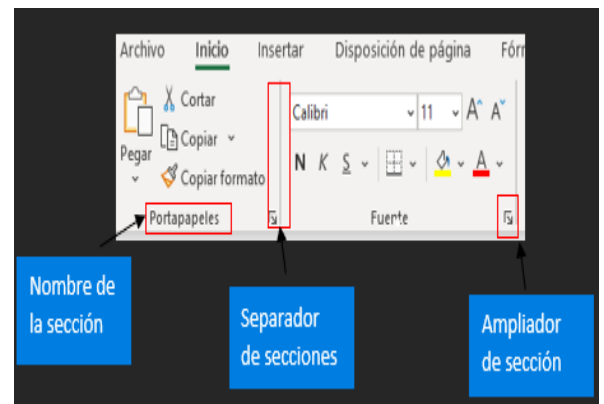 Archivo Inicio Insertar Disposición de página Fórr
Cortar
Calibri 11 A A
Copiar
Pegar
N K S A
Copiar formato
Portapapeles Fuente
Nombre de
la sección
Separador
de secciones
Ampliador
de sección